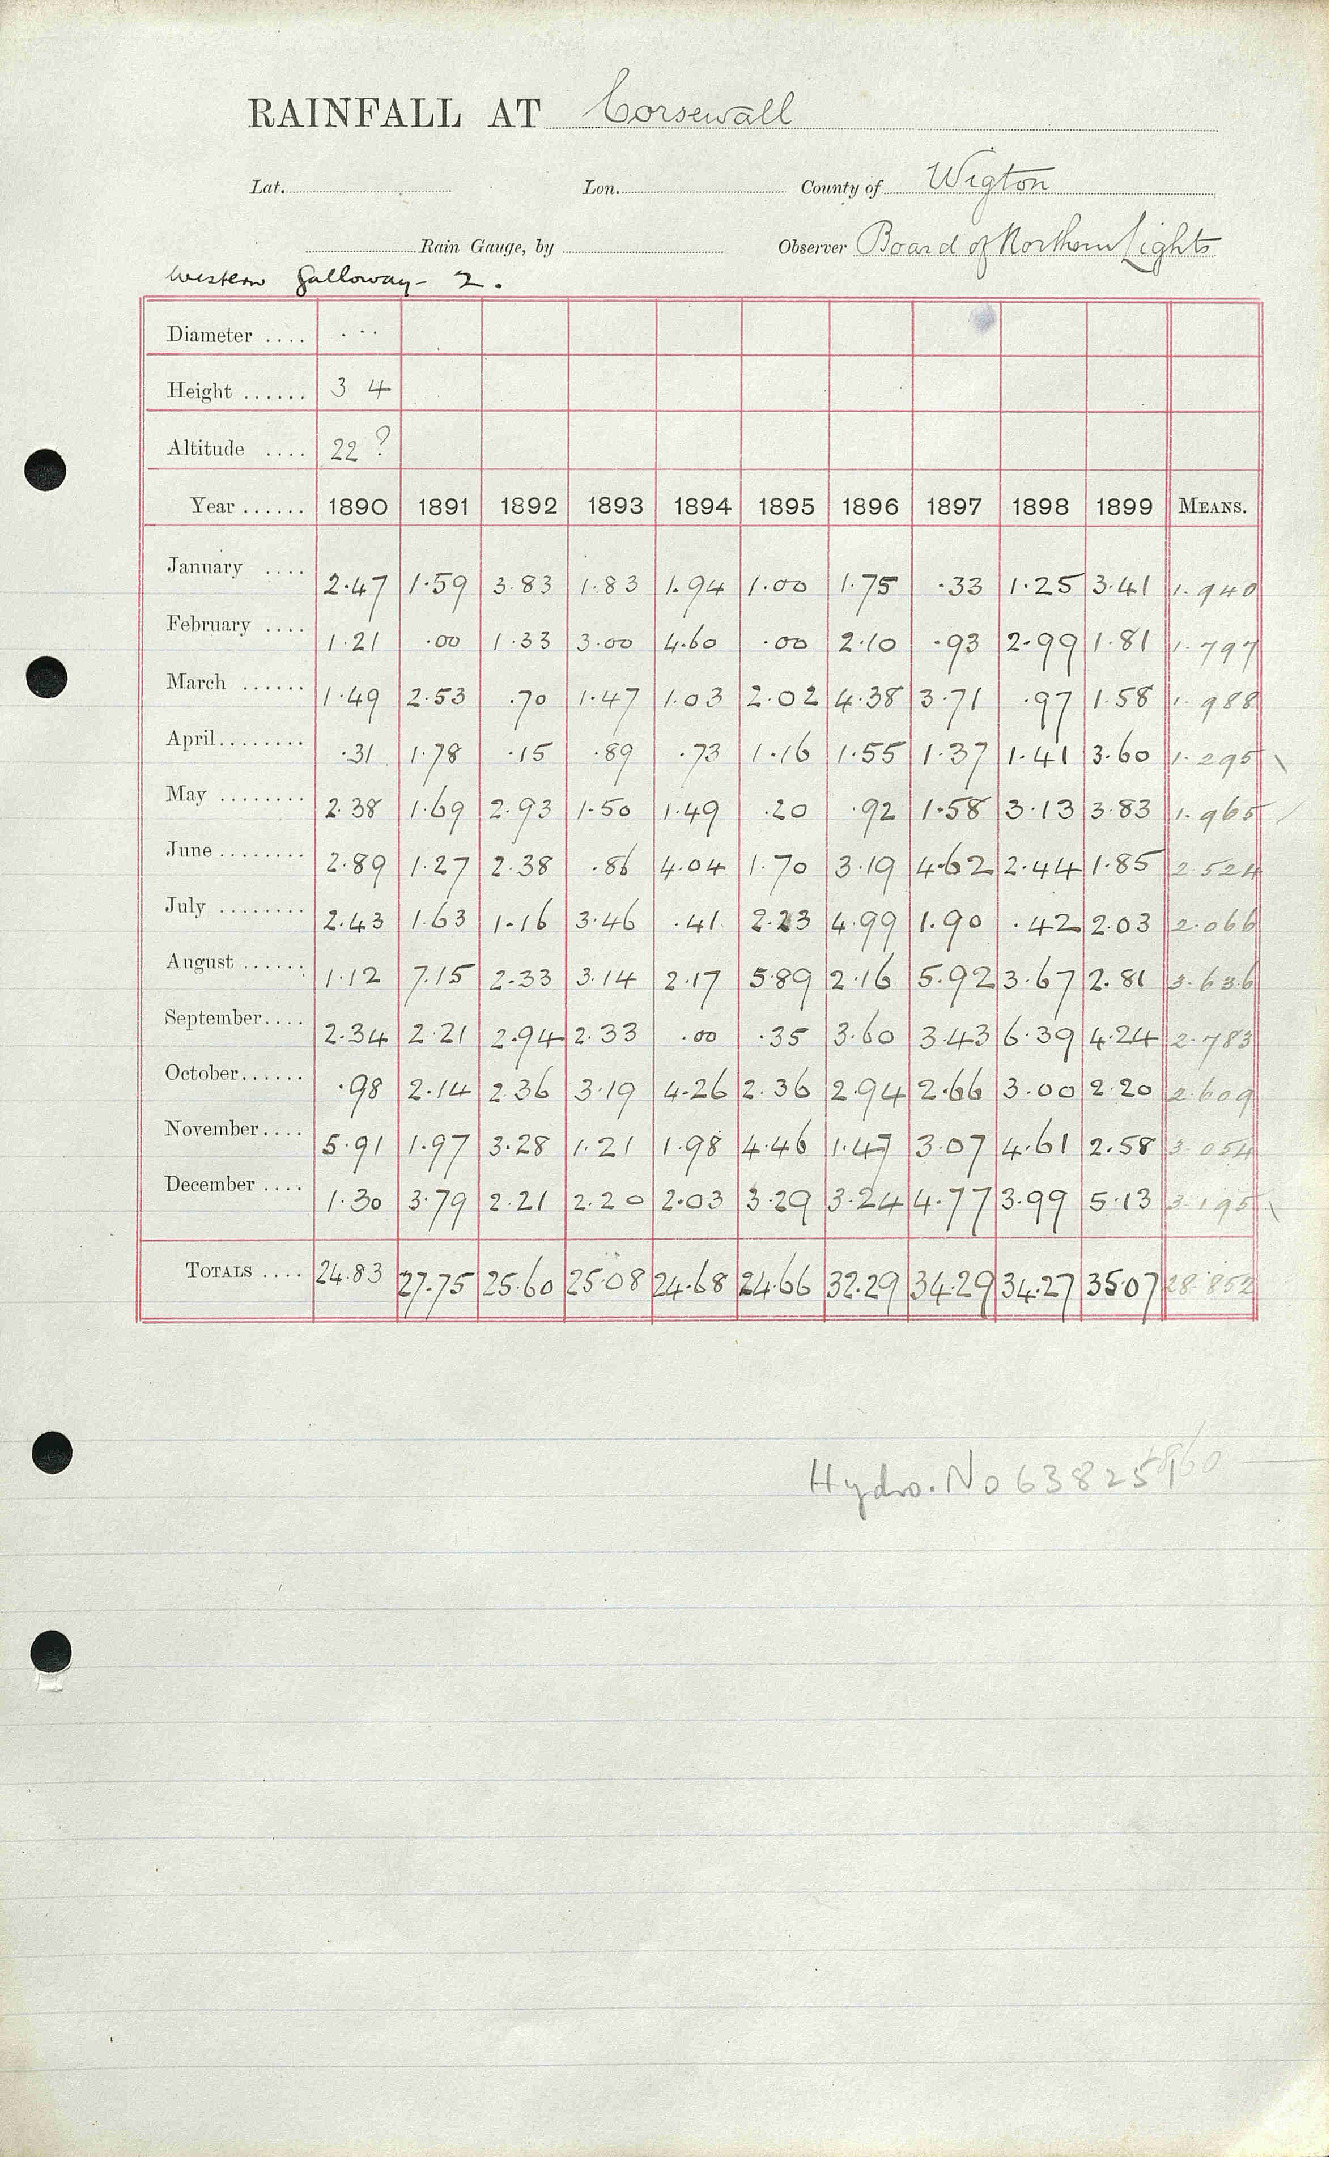 RAINFALL AT Corsewall
Lat. Lon. County of Wigton
Rain Gauge, by Observer Board of Northern Lights
Western Galloway - 2.
Diameter .... . . .
Height ...... 3 4
Altitude .... 22 ?
Year ...... 1890 1891 1892 1893 1894 1895 1896 1897 1898 1899 MEANS.
January .... 2.47 1.59 3.83 1.83 1.94 1.00 1.75 .33 1.25 3.41 1.940
February .... 1.21 .00 1.33 3.00 4.60 .00 2.10 .93 2.99 1.81 1.797
March ...... 1.49 2.53 .70 1.47 1.03 2.02 4.38 3.71 .97 1.58 1.988
April........ .31 1.78 .15 .89 .73 1.16 1.55 1.37 1.41 3.60 1.295
May ........ 2.38 1.69 2.93 1.50 1.49 .20 .92 1.58 3.13 3.83 1.965
June ........ 2.89 1.27 2.38 .86 4.04 1.70 3.19 4.62 2.44 1.85 2.524
July ........ 2.43 1.63 1.16 3.46 .41 2.23 4.99 1.90 .42 2.03 2.066
August ...... 1.12 7.15 2.33 3.14 2.17 5.89 2.16 5.92 3.67 2.81 3.636
September.... 2.34 2.21 2.94 2.33 .00 .35 3.60 3.43 6.39 4.24 2.783
October...... .98 2.14 2.36 3.19 4.26 2.36 2.94 2.66 3.00 2.20 2.609
November.... 5.91 1.97 3.28 1.21 1.98 4.46 1.47 3.07 4.61 2.58 3.054
December .... 1.30 3.79 2.21 2.20 2.03 3.29 3.24 4.77 3.99 5.13 3.195
TOTALS .... 24.83 27.75 25.60 25.08 24.68 24.66 32.29 34.29 34.27 35.07 28.852
Hydro. No 638251